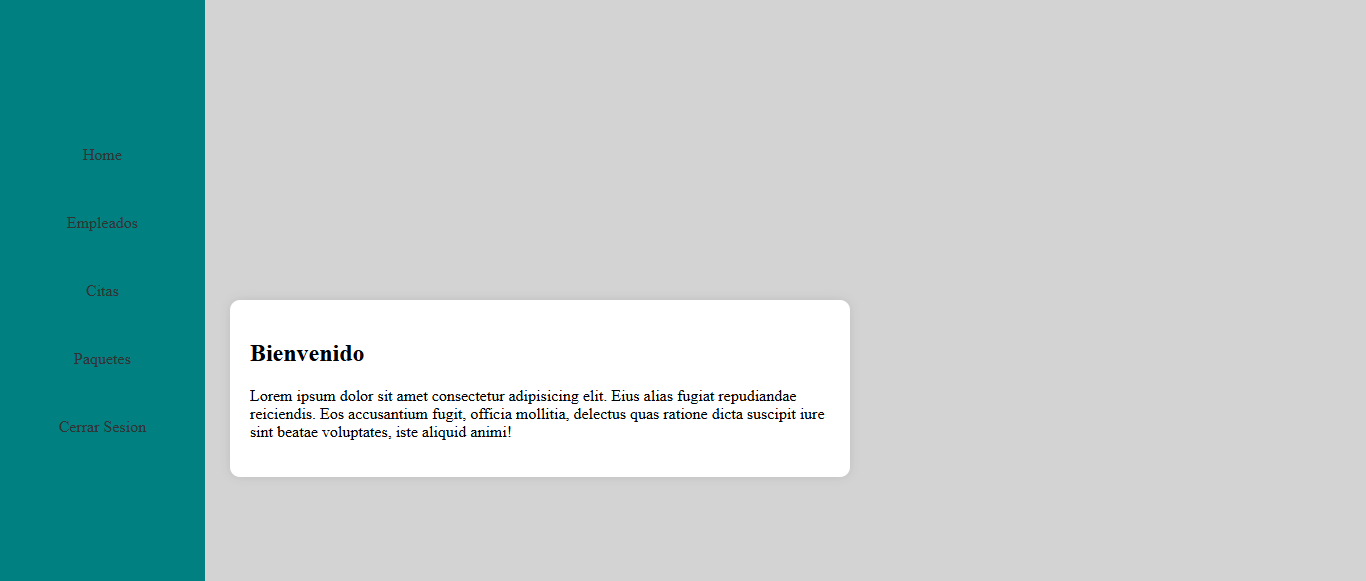 Home
Empleados
Citas
Paquetes
Cerrar Sesion
Bienvenido
Lorem ipsum dolor sit amet consectetur adipisicing elit. Eius alias fugiat repudiandae
reiciendis. Eos accusantium fugit, officia mollitia, delectus quas ratione dicta suscipit iure
sint beatae voluptates, iste aliquid animi!